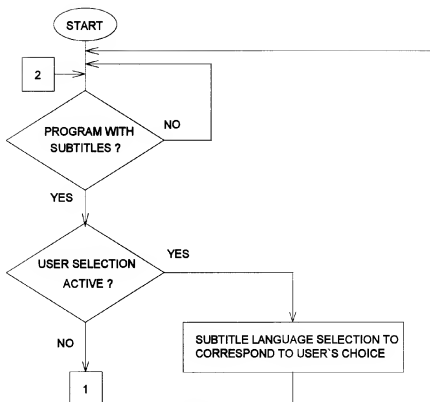 START
2
PROGRAM WITH
SUBTITLES ?
NO
YES
USER SELECTION
ACTIVE ?
YES
NO
SUBTITLE LANGUAGE SELECTION TO
CORRESPOND TO USER`S CHOICE
1